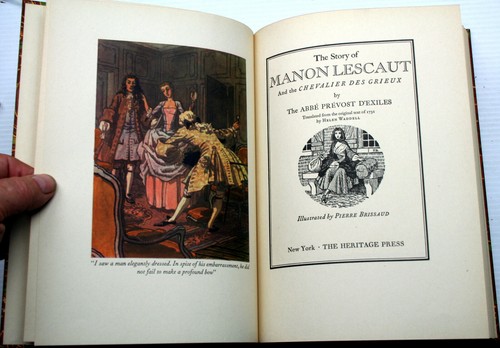 "I saw a man elegantly dressed. In spite of his embarrassment, he did
not fail to make a profound bow"
The Story of
MANON LESCAUT
And the CHEVALIER DES GRIEUX
by
The ABBÉ PRÉVOST D'EXILES
Translated from the original text of 1731
by HELEN WADDELL
Illustrated by PIERRE BRISSAUD
New York · THE HERITAGE PRESS